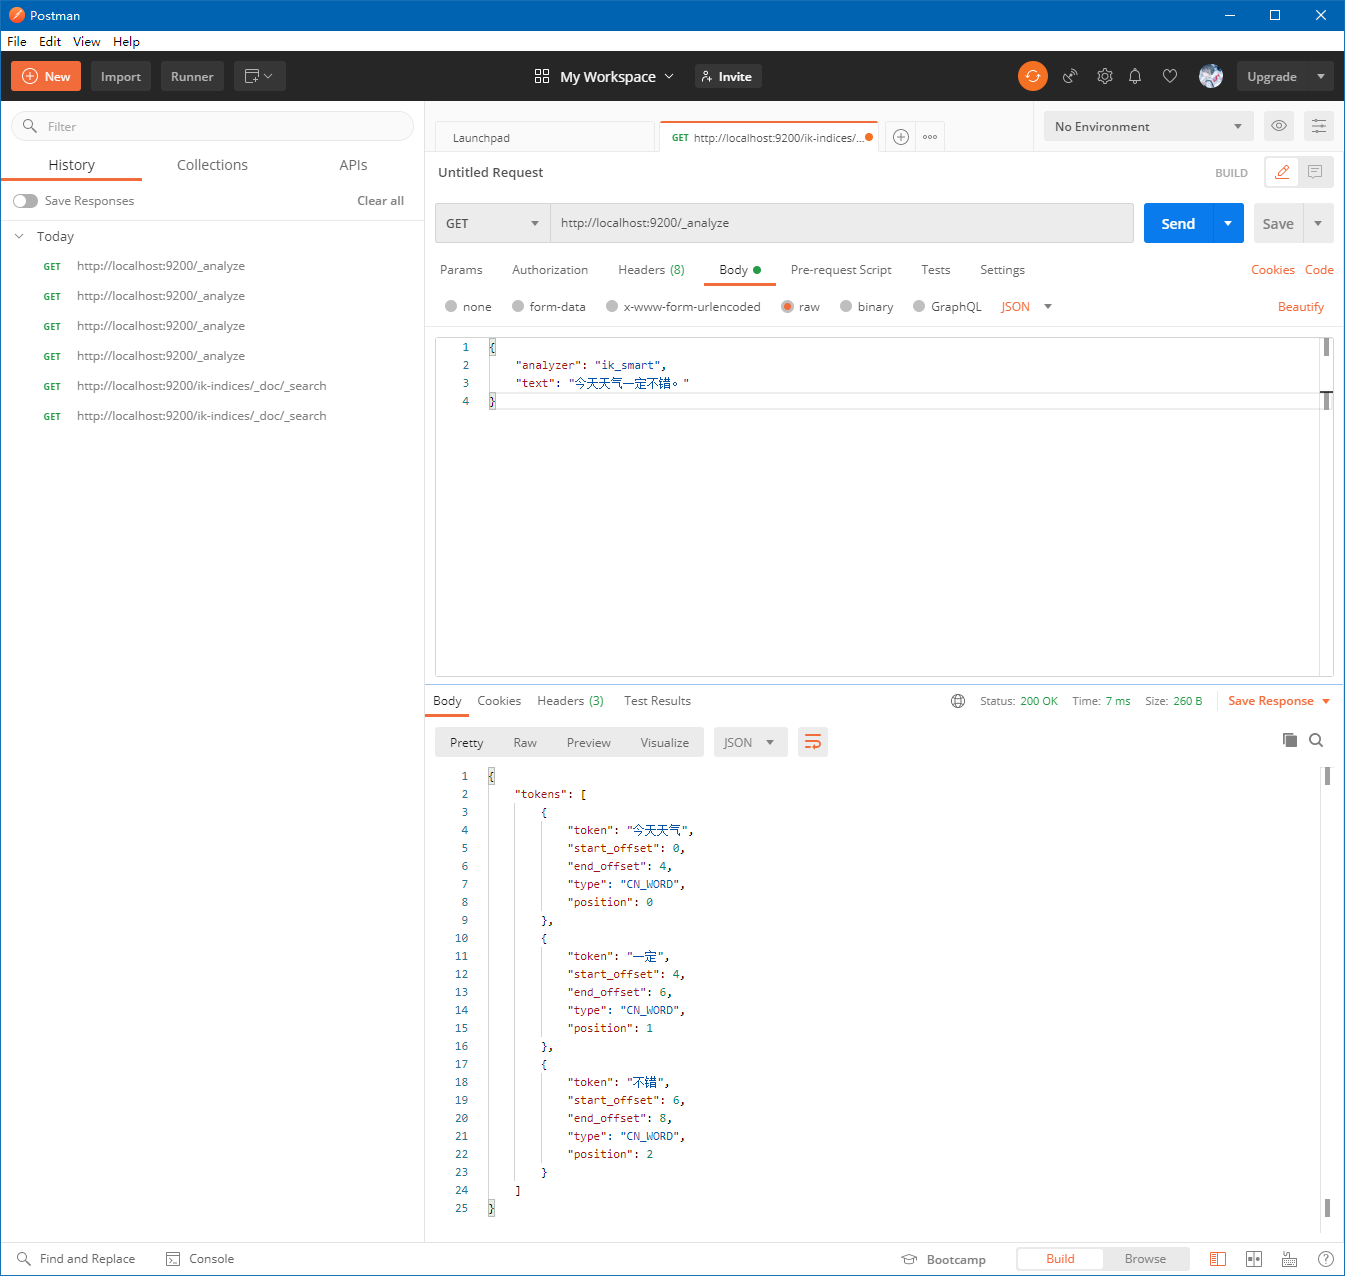 Postman
File Edit View Help
New Import Runner My Workspace Invite Upgrade
Filter
History Collections APIs
Save Responses Clear all
Today
GET http://localhost:9200/_analyze
GET http://localhost:9200/_analyze
GET http://localhost:9200/_analyze
GET http://localhost:9200/_analyze
GET http://localhost:9200/ik-indices/_doc/_search
GET http://localhost:9200/ik-indices/_doc/_search
Launchpad GET http://localhost:9200/ik-indices/... No Environment
Untitled Request BUILD
GET http://localhost:9200/_analyze Send Save
Params Authorization Headers (8) Body Pre-request Script Tests Settings Cookies Code
none form-data x-www-form-urlencoded raw binary GraphQL JSON Beautify
1 {
2 "analyzer": "ik_smart",
3 "text": "今天天气一定不错。"
4 }
Body Cookies Headers (3) Test Results Status: 200 OK Time: 7 ms Size: 260 B Save Response
Pretty Raw Preview Visualize JSON
1 {
2 "tokens": [
3 {
4 "token": "今天天气",
5 "start_offset": 0,
6 "end_offset": 4,
7 "type": "CN_WORD",
8 "position": 0
9 },
10 {
11 "token": "一定",
12 "start_offset": 4,
13 "end_offset": 6,
14 "type": "CN_WORD",
15 "position": 1
16 },
17 {
18 "token": "不错",
19 "start_offset": 6,
20 "end_offset": 8,
21 "type": "CN_WORD",
22 "position": 2
23 }
24 ]
25 }
Find and Replace Console Bootcamp Build Browse